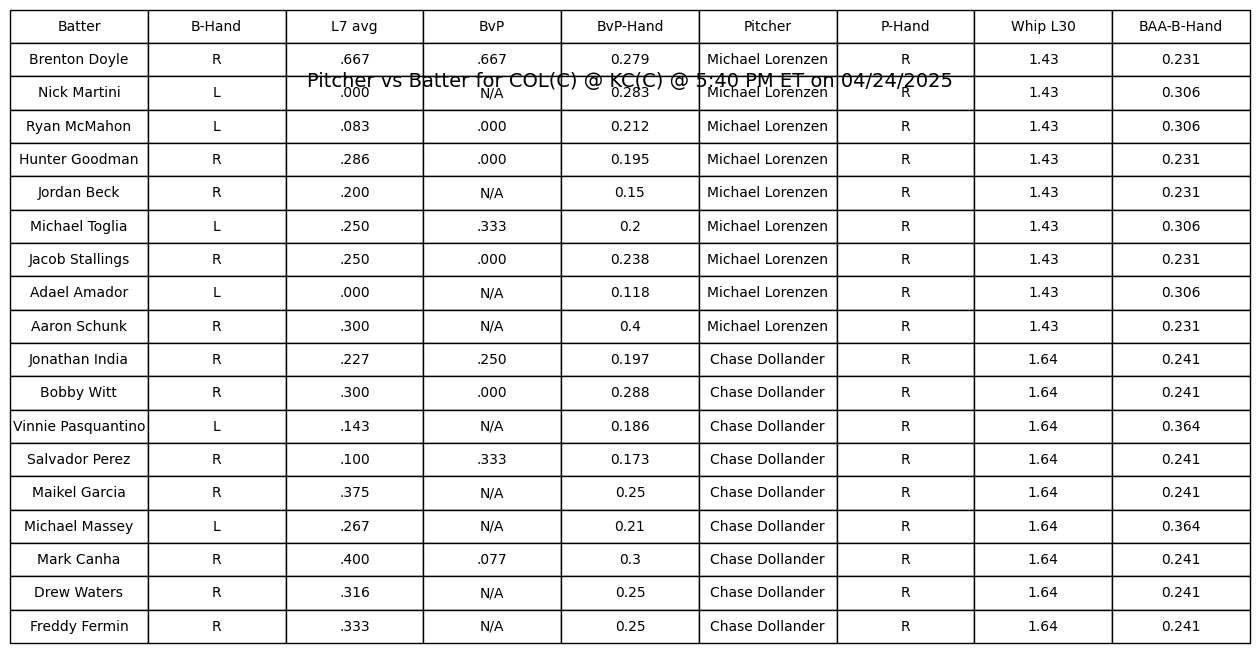 Batter B-Hand L7 avg BvP BvP-Hand Pitcher P-Hand Whip L30 BAA-B-Hand
Brenton Doyle R .667 .667 0.279 Michael Lorenzen R 1.43 0.231
Pitcher vs Batter for COL(C) @ KC(C) @ 5:40 PM ET on 04/24/2025
Nick Martini L .000 N/A 0.283 Michael Lorenzen R 1.43 0.306
Ryan McMahon L .083 .000 0.212 Michael Lorenzen R 1.43 0.306
Hunter Goodman R .286 .000 0.195 Michael Lorenzen R 1.43 0.231
Jordan Beck R .200 N/A 0.15 Michael Lorenzen R 1.43 0.231
Michael Toglia L .250 .333 0.2 Michael Lorenzen R 1.43 0.306
Jacob Stallings R .250 .000 0.238 Michael Lorenzen R 1.43 0.231
Adael Amador L .000 N/A 0.118 Michael Lorenzen R 1.43 0.306
Aaron Schunk R .300 N/A 0.4 Michael Lorenzen R 1.43 0.231
Jonathan India R .227 .250 0.197 Chase Dollander R 1.64 0.241
Bobby Witt R .300 .000 0.288 Chase Dollander R 1.64 0.241
Vinnie Pasquantino L .143 N/A 0.186 Chase Dollander R 1.64 0.364
Salvador Perez R .100 .333 0.173 Chase Dollander R 1.64 0.241
Maikel Garcia R .375 N/A 0.25 Chase Dollander R 1.64 0.241
Michael Massey L .267 N/A 0.21 Chase Dollander R 1.64 0.364
Mark Canha R .400 .077 0.3 Chase Dollander R 1.64 0.241
Drew Waters R .316 N/A 0.25 Chase Dollander R 1.64 0.241
Freddy Fermin R .333 N/A 0.25 Chase Dollander R 1.64 0.241